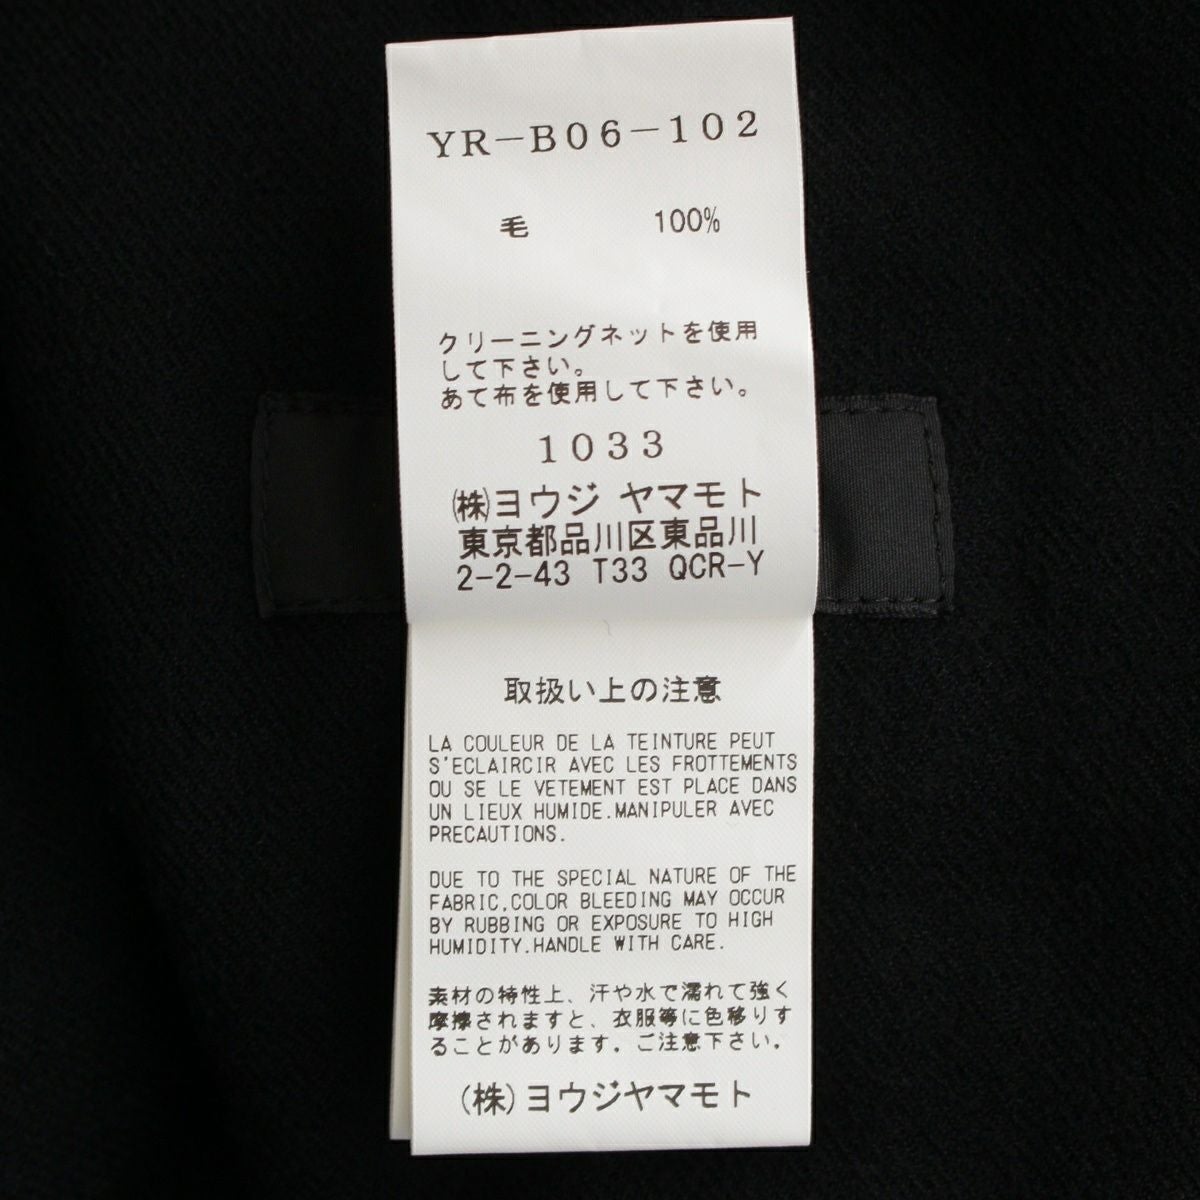 YR-B06-102
毛 100%
クリーニングネットを使用
して下さい。
あて布を使用して下さい。
1033
㈱ヨウジ ヤマモト
東京都品川区東品川
2-2-43 T33 QCR-Y
取扱い上の注意
LA COULEUR DE LA TEINTURE PEUT
S'ECLAIRCIR AVEC LES FROTTEMENTS
OU SE LE VETEMENT EST PLACE DANS
UN LIEUX HUMIDE.MANIPULER AVEC
PRECAUTIONS.
DUE TO THE SPECIAL NATURE OF THE
FABRIC,COLOR BLEEDING MAY OCCUR
BY RUBBING OR EXPOSURE TO HIGH
HUMIDITY.HANDLE WITH CARE.
素材の特性上、汗や水で濡れて強く
摩擦されますと、衣服等に色移りす
ることがあります。ご注意下さい。
(株)ヨウジヤマモト